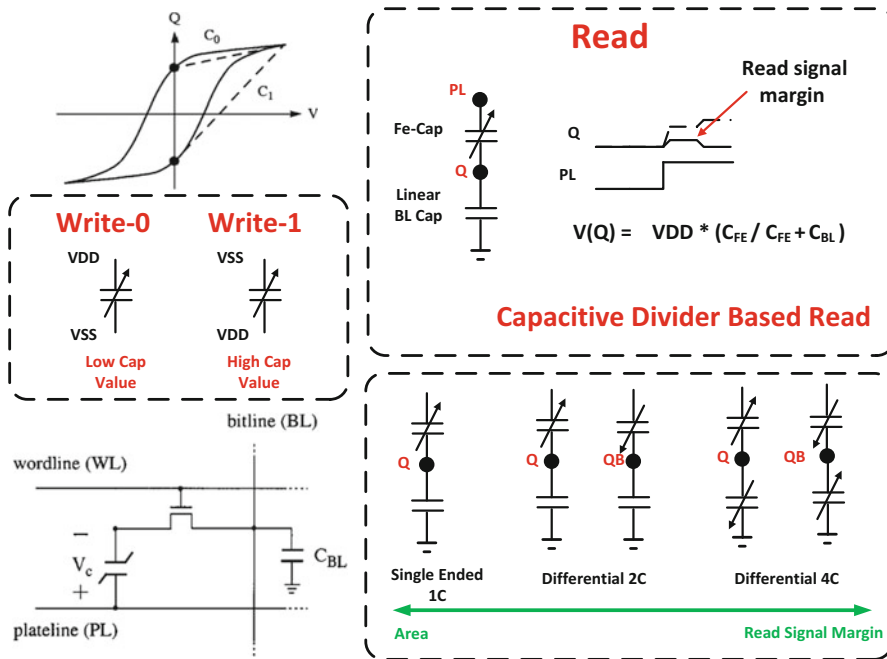 Q
C0
C1
V
Write-0
Write-1
VDD
VSS
VSS
VDD
Low Cap
Value
High Cap
Value
bitline (BL)
wordline (WL)
−
Vc
+
CBL
plateline (PL)
Read
PL
Fe-Cap
Q
Linear
BL Cap
Read signal
margin
Q
PL
V(Q) = VDD * (CFE / CFE + CBL)
Capacitive Divider Based Read
Q
Q
QB
Q
QB
Single Ended
1C
Differential 2C
Differential 4C
Area
Read Signal Margin